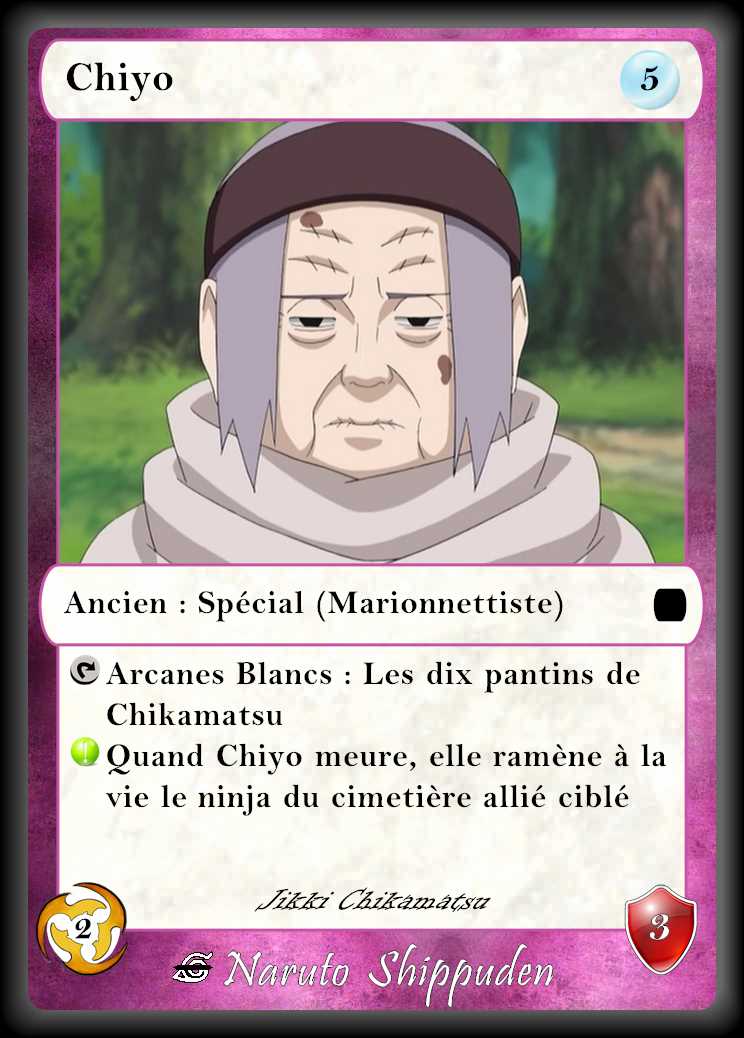 Chiyo
5
Ancien : Spécial (Marionnettiste)
Arcanes Blancs : Les dix pantins de
Chikamatsu
Quand Chiyo meure, elle ramène à la
vie le ninja du cimetière allié ciblé
Jikki Chikamatsu
2
3
Naruto Shippuden